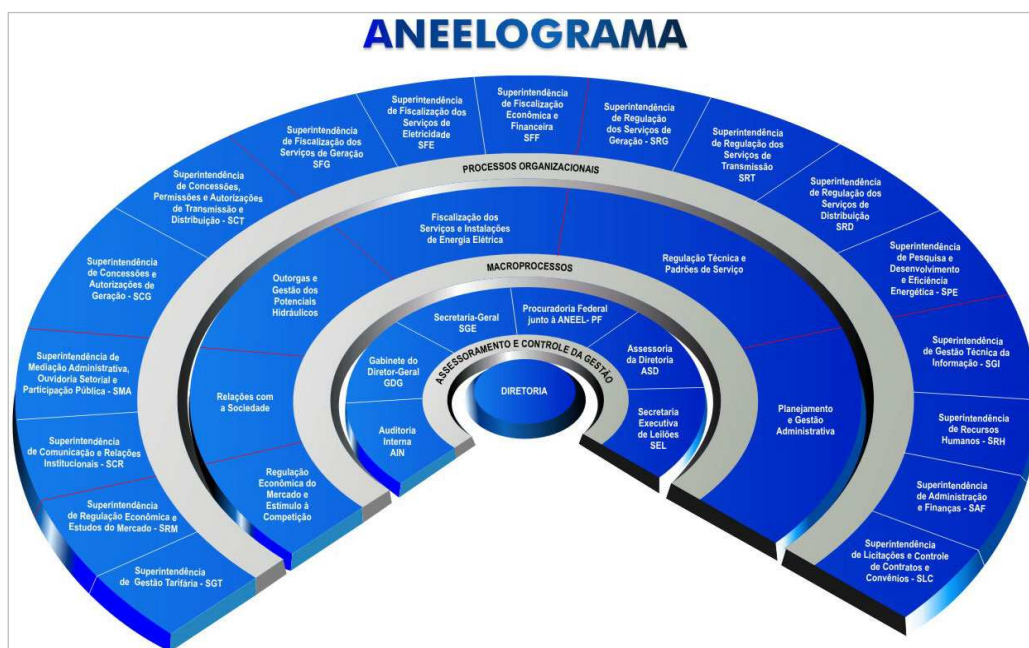 ANEELOGRAMA
Superintendência
de Fiscalização
Econômica e
Financeira
SFF
Superintendência
de Fiscalização dos
Serviços de
Eletricidade
SFE
Superintendência
de Regulação
dos Serviços de
Geração - SRG
Superintendência
de Fiscalização dos
Serviços de Geração
SFG
Superintendência
de Regulação dos
Serviços de
Transmissão
SRT
Superintendência
de Concessões,
Permissões e Autorizações
de Transmissão e
Distribuição - SCT
Superintendência
de Regulação dos
Serviços de
Distribuição
SRD
Superintendência
de Concessões e
Autorizações de
Geração - SCG
Superintendência
de Pesquisa e
Desenvolvimento
e Eficiência
Energética - SPE
Superintendência de
Mediação Administrativa,
Ouvidoria Setorial e
Participação Pública - SMA
Superintendência
de Gestão Técnica da
Informação - SGI
Superintendência
de Comunicação e Relações
Institucionais - SCR
Superintendência
de Recursos
Humanos - SRH
Superintendência
de Regulação Econômica e
Estudos do Mercado - SRM
Superintendência
de Administração
e Finanças - SAF
Superintendência
de Gestão Tarifária - SGT
Superintendência
de Licitações e Controle
de Contratos e
Convênios - SLC
PROCESSOS ORGANIZACIONAIS
Fiscalização dos
Serviços e Instalações
de Energia Elétrica
Outorgas e
Gestão dos
Potenciais
Hidráulicos
Regulação Técnica e
Padrões de Serviço
Relações com
a Sociedade
Planejamento
e Gestão
Administrativa
Regulação
Econômica do
Mercado e
Estímulo à
Competição
MACROPROCESSOS
Secretaria-Geral
SGE
Procuradoria Federal
junto à ANEEL- PF
Gabinete do
Diretor-Geral
GDG
Assessoria
da Diretoria
ASD
Auditoria
Interna
AIN
Secretaria
Executiva
de Leilões
SEL
ASSESSORAMENTO E CONTROLE DA GESTÃO
DIRETORIA